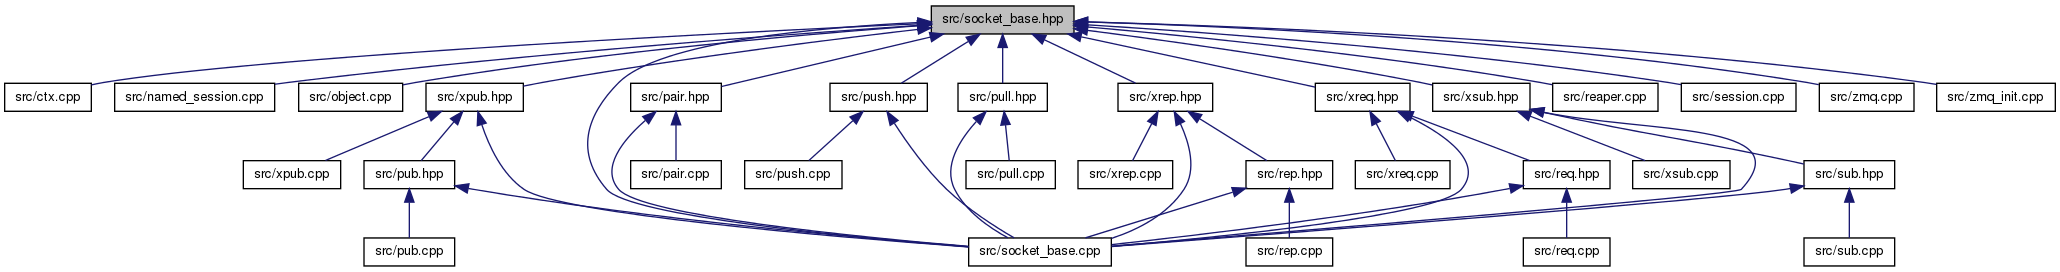 src/socket_base.hpp
src/ctx.cpp
src/named_session.cpp
src/object.cpp
src/xpub.hpp
src/pair.hpp
src/push.hpp
src/pull.hpp
src/xrep.hpp
src/xreq.hpp
src/xsub.hpp
src/reaper.cpp
src/session.cpp
src/zmq.cpp
src/zmq_init.cpp
src/xpub.cpp
src/pub.hpp
src/pair.cpp
src/push.cpp
src/pull.cpp
src/xrep.cpp
src/rep.hpp
src/xreq.cpp
src/req.hpp
src/xsub.cpp
src/sub.hpp
src/pub.cpp
src/socket_base.cpp
src/rep.cpp
src/req.cpp
src/sub.cpp